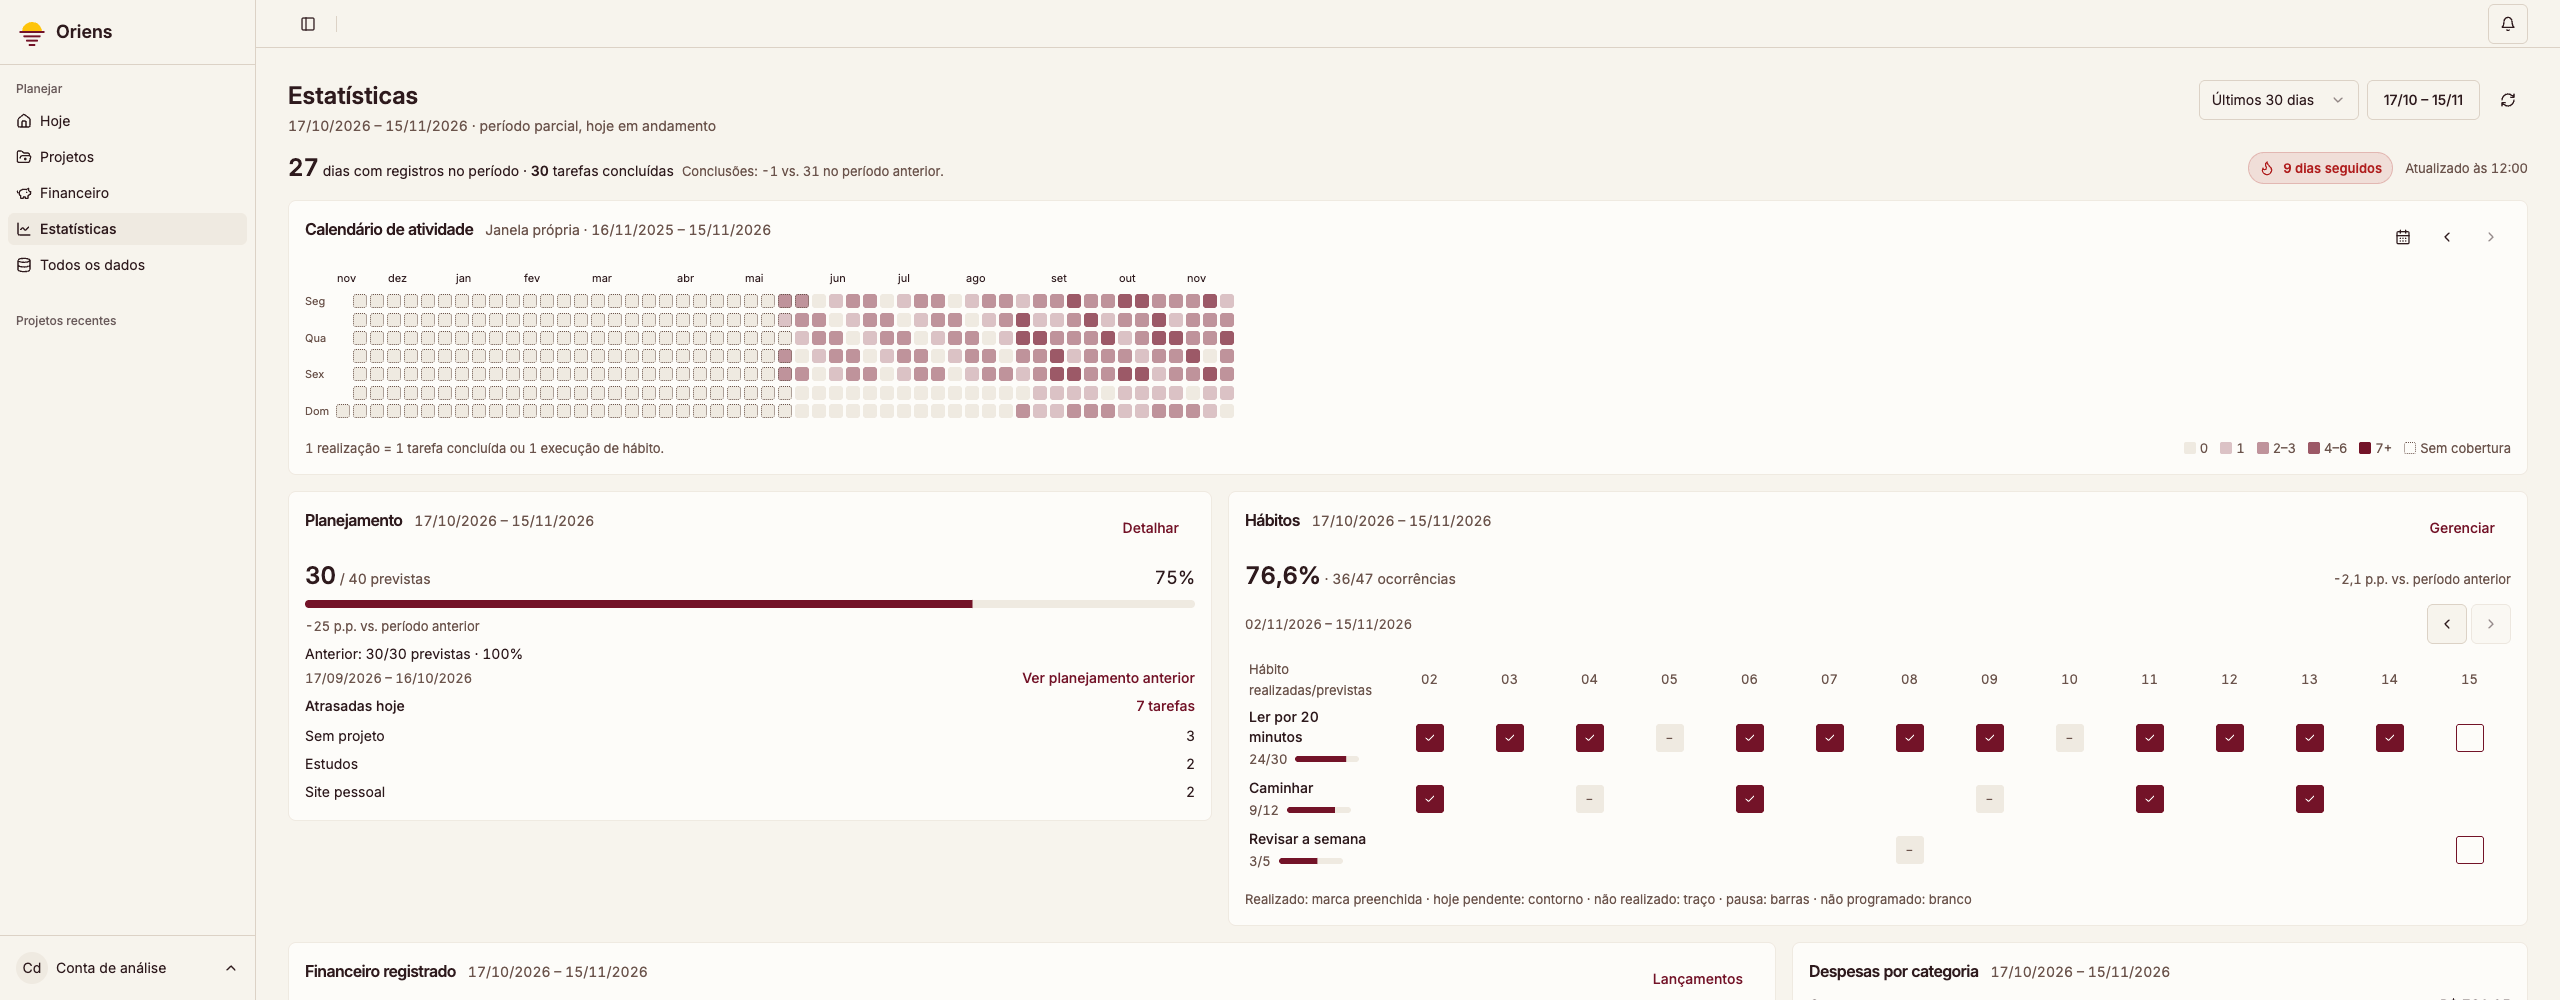 Oriens
Planejar
Hoje
Projetos
Financeiro
Estatísticas
Todos os dados
Projetos recentes
Cd Conta de análise
Estatísticas
17/10/2026 – 15/11/2026 · período parcial, hoje em andamento
Últimos 30 dias
17/10 – 15/11
27 dias com registros no período · 30 tarefas concluídas Conclusões: -1 vs. 31 no período anterior.
9 dias seguidos
Atualizado às 12:00
Calendário de atividade Janela própria · 16/11/2025 – 15/11/2026
nov dez jan fev mar abr mai jun jul ago set out nov
Seg
Qua
Sex
Dom
1 realização = 1 tarefa concluída ou 1 execução de hábito.
0 1 2–3 4–6 7+ Sem cobertura
Planejamento 17/10/2026 – 15/11/2026
Detalhar
30 / 40 previstas 75%
-25 p.p. vs. período anterior
Anterior: 30/30 previstas · 100%
17/09/2026 – 16/10/2026 Ver planejamento anterior
Atrasadas hoje 7 tarefas
Sem projeto 3
Estudos 2
Site pessoal 2
Hábitos 17/10/2026 – 15/11/2026
Gerenciar
76,6% · 36/47 ocorrências -2,1 p.p. vs. período anterior
02/11/2026 – 15/11/2026
Hábito
realizadas/previstas
02 03 04 05 06 07 08 09 10 11 12 13 14 15
Ler por 20
minutos
24/30
Caminhar
9/12
Revisar a semana
3/5
Realizado: marca preenchida · hoje pendente: contorno · não realizado: traço · pausa: barras · não programado: branco
Financeiro registrado 17/10/2026 – 15/11/2026
Lançamentos
Despesas por categoria 17/10/2026 – 15/11/2026